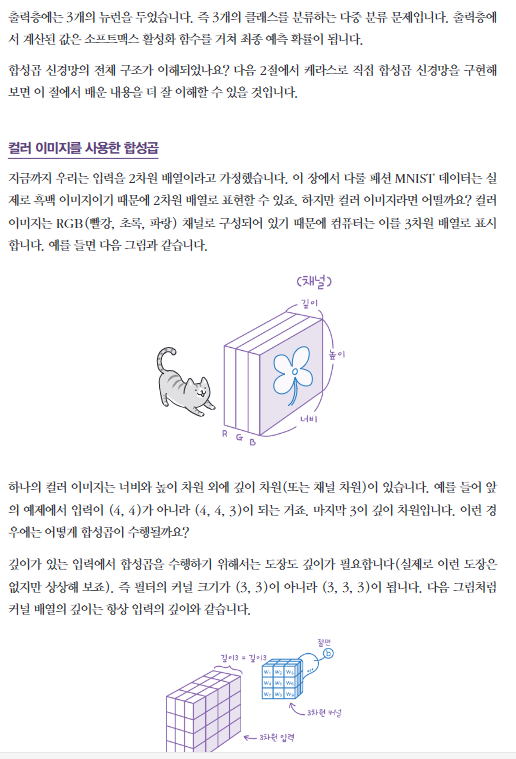 출력층에는 3개의 뉴런을 두었습니다. 즉 3개의 클래스를 분류하는 다중 분류 문제입니다. 출력층에
서 계산된 값은 소프트맥스 활성화 함수를 거쳐 최종 예측 확률이 됩니다.
합성곱 신경망의 전체 구조가 이해되었나요? 다음 2절에서 케라스로 직접 합성곱 신경망을 구현해
보면 이 절에서 배운 내용을 더 잘 이해할 수 있을 것입니다.
컬러 이미지를 사용한 합성곱
지금까지 우리는 입력을 2차원 배열이라고 가정했습니다. 이 장에서 다룰 패션 MNIST 데이터는 실
제로 흑백 이미지이기 때문에 2차원 배열로 표현할 수 있죠. 하지만 컬러 이미지라면 어떨까요? 컬러
이미지는 RGB(빨강, 초록, 파랑) 채널로 구성되어 있기 때문에 컴퓨터는 이를 3차원 배열로 표시
합니다. 예를 들면 다음 그림과 같습니다.
(채널)
깊이
높이
너비
R G B
하나의 컬러 이미지는 너비와 높이 차원 외에 깊이 차원(또는 채널 차원)이 있습니다. 예를 들어 앞
의 예제에서 입력이 (4, 4)가 아니라 (4, 4, 3)이 되는 거죠. 마지막 3이 깊이 차원입니다. 이런 경
우에는 어떻게 합성곱이 수행될까요?
깊이가 있는 입력에서 합성곱을 수행하기 위해서는 도장도 깊이가 필요합니다(실제로 이런 도장은
없지만 상상해 보죠). 즉 필터의 커널 크기가 (3, 3)이 아니라 (3, 3, 3)이 됩니다. 다음 그림처럼
커널 배열의 깊이는 항상 입력의 깊이와 같습니다.
절편
b
깊이3 = 깊이3
W₁ W₂ W₃
W₄ W₅ W₆
W₇ W₈ W₉
3차원 커널
3차원 입력